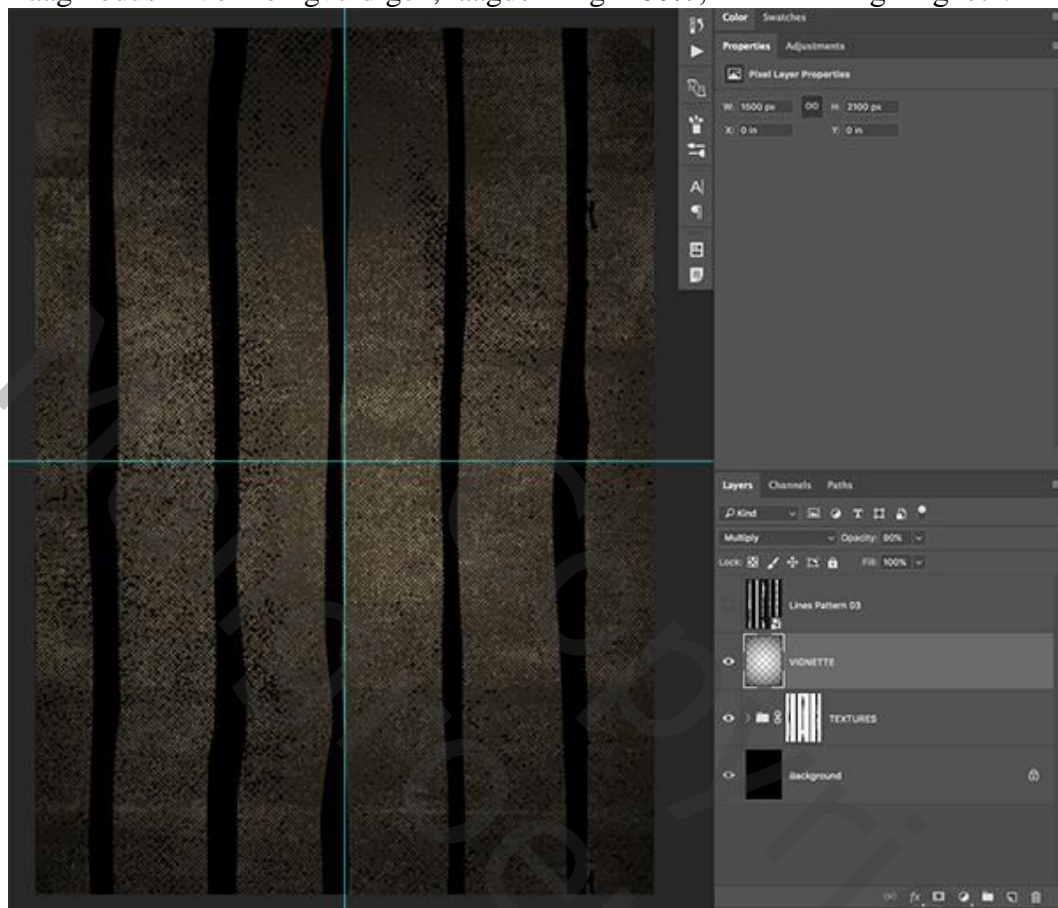 Color Swatches
Properties Adjustments
Pixel Layer Properties
W: 1500 px H: 2100 px
X: 0 in Y: 0 in
Layers Channels Paths
Kind
Multiply Opacity: 80%
Lock: Fill: 100%
Lines Pattern 03
VIGNETTE
TEXTURES
Background